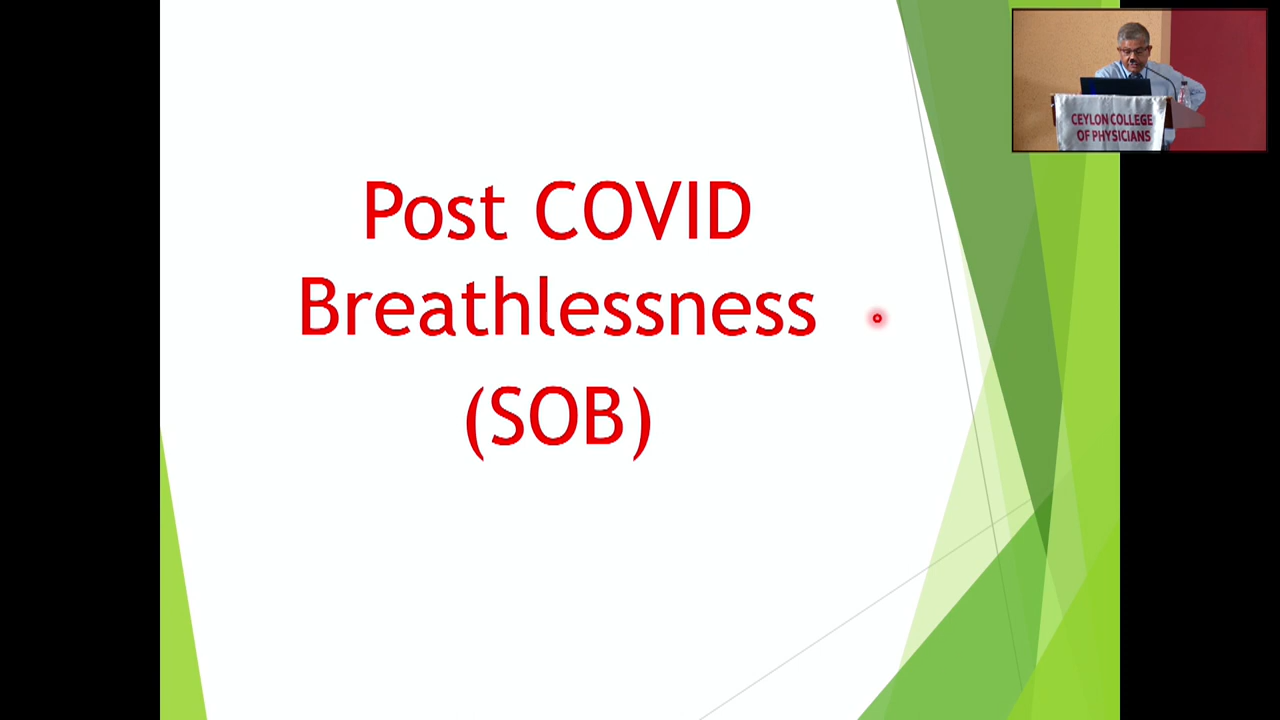 Post COVID
Breathlessness
(SOB)
CEYLON COLLEGE
OF PHYSICIANS